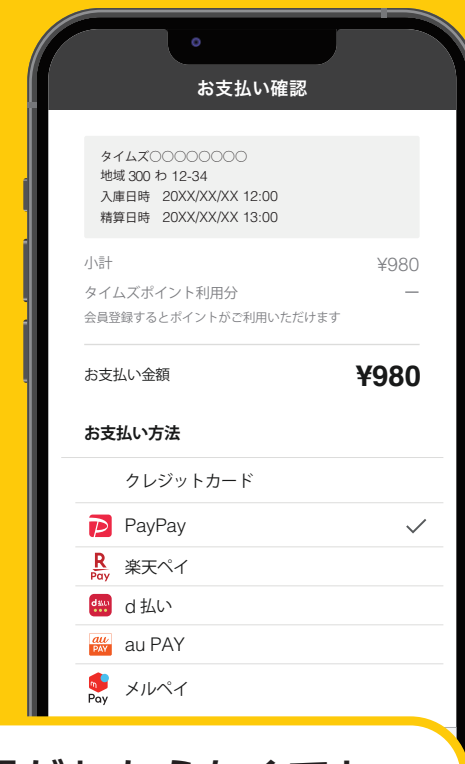 お支払い確認
タイムズ○○○○○○○○
地域 300 わ 12-34
入庫日時 20XX/XX/XX 12:00
精算日時 20XX/XX/XX 13:00
小計 ¥980
タイムズポイント利用分 ー
会員登録するとポイントがご利用いただけます
お支払い金額 ¥980
お支払い方法
クレジットカード
PayPay
R Pay 楽天ペイ
d払い d 払い
au PAY au PAY
m Pay メルペイ